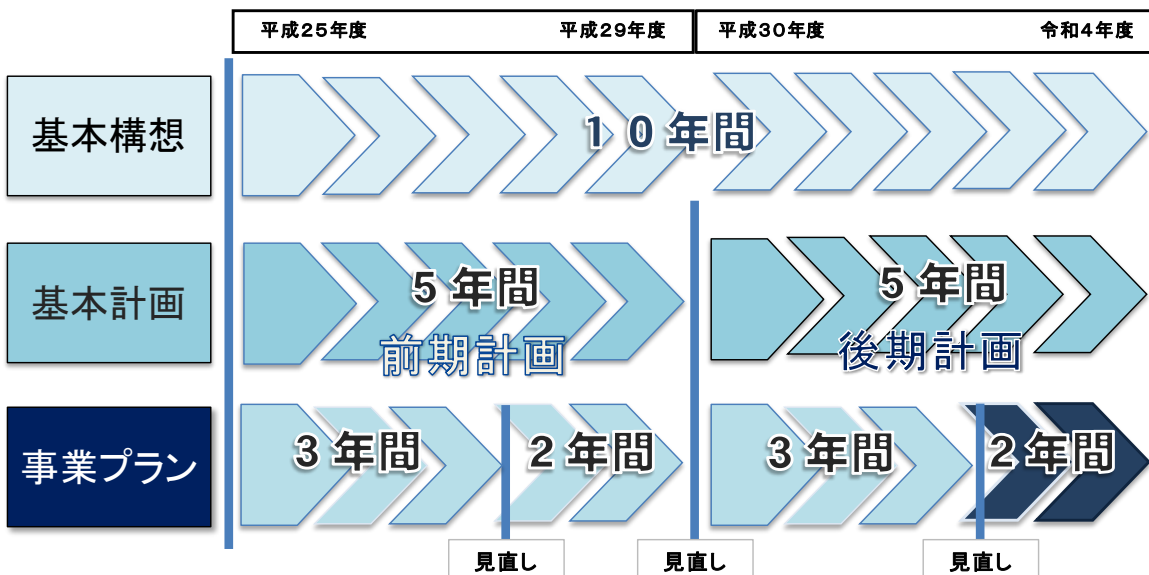 平成25年度
平成29年度
平成30年度
令和4年度
基本構想
１０年間
基本計画
５年間
前期計画
５年間
後期計画
事業プラン
３年間
２年間
３年間
２年間
見直し
見直し
見直し